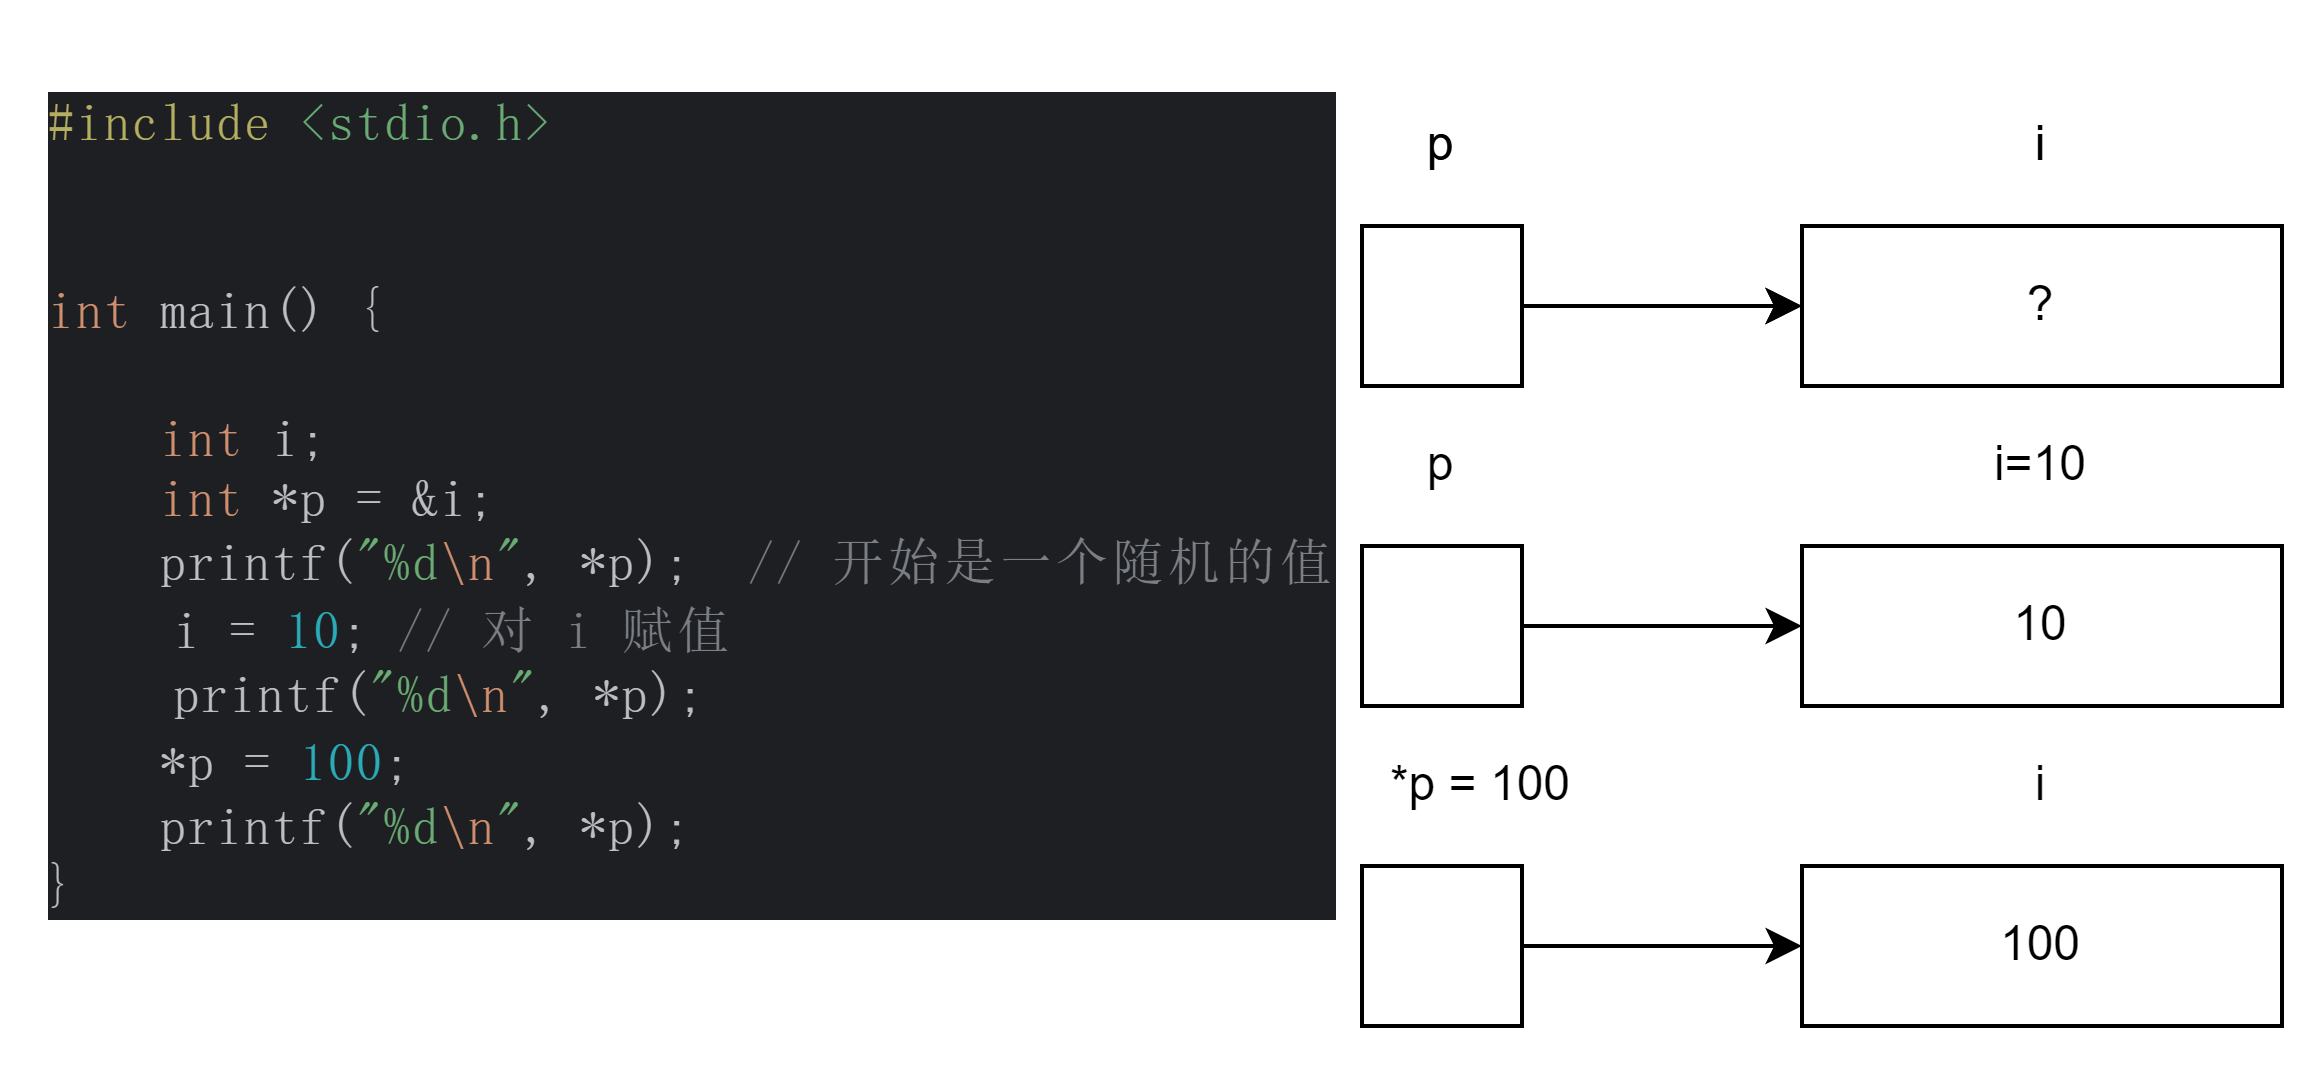 #include <stdio.h>
int main() {
int i;
int *p = &i;
printf("%d\n", *p);  // 开始是一个随机的值
i = 10; // 对 i 赋值
printf("%d\n", *p);
*p = 100;
printf("%d\n", *p);
}
p
i
?
p
i=10
10
*p = 100
i
100